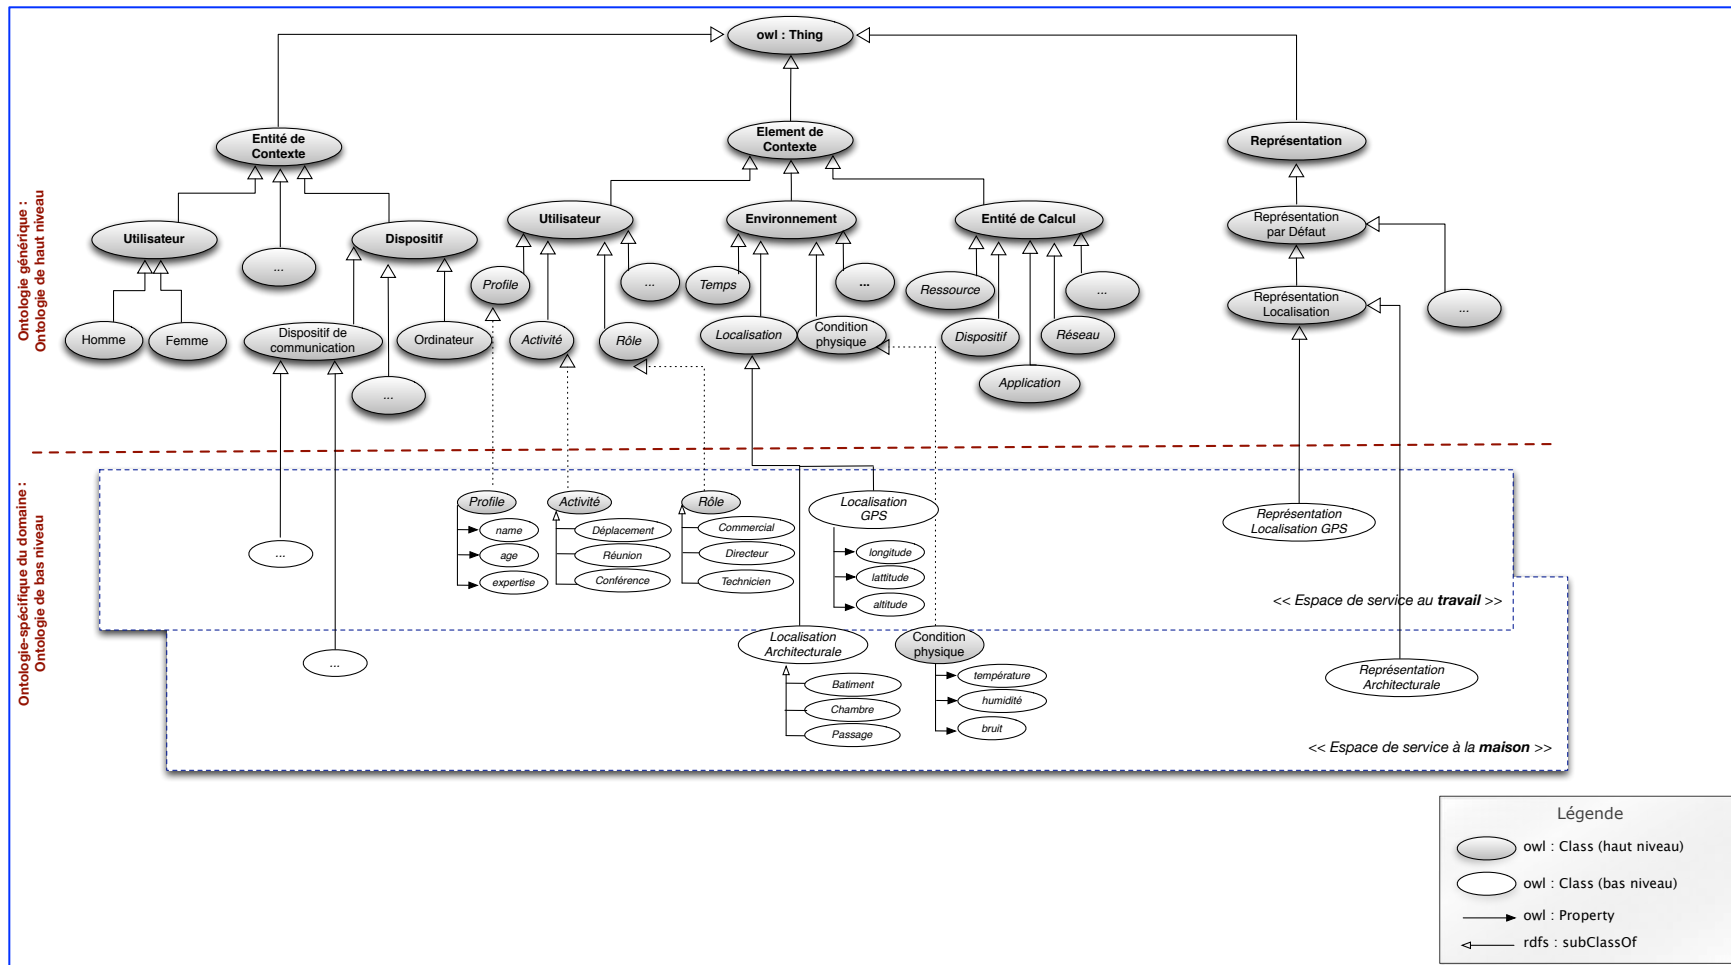 owl : Thing
Entité de
Contexte
Element de
Contexte
Représentation
Ontologie générique :
Ontologie de haut niveau
Utilisateur
...
Dispositif
Utilisateur
Environnement
Entité de Calcul
Représentation
par Défaut
Profile
...
Temps
...
Ressource
...
Représentation
Localisation
...
Homme
Femme
Dispositif de
communication
Ordinateur
Activité
Rôle
Localisation
Condition
physique
Dispositif
Réseau
...
Application
Ontologie-spécifique du domaine :
Ontologie de bas niveau
Profile
name
age
expertise
Activité
Déplacement
Réunion
Conférence
Rôle
Commercial
Directeur
Technicien
Localisation
GPS
longitude
lattitude
altitude
Représentation
Localisation GPS
...
<< Espace de service au travail >>
...
Localisation
Architecturale
Batiment
Chambre
Passage
Condition
physique
température
humidité
bruit
Représentation
Architecturale
<< Espace de service à la maison >>
Légende
owl : Class (haut niveau)
owl : Class (bas niveau)
owl : Property
rdfs : subClassOf